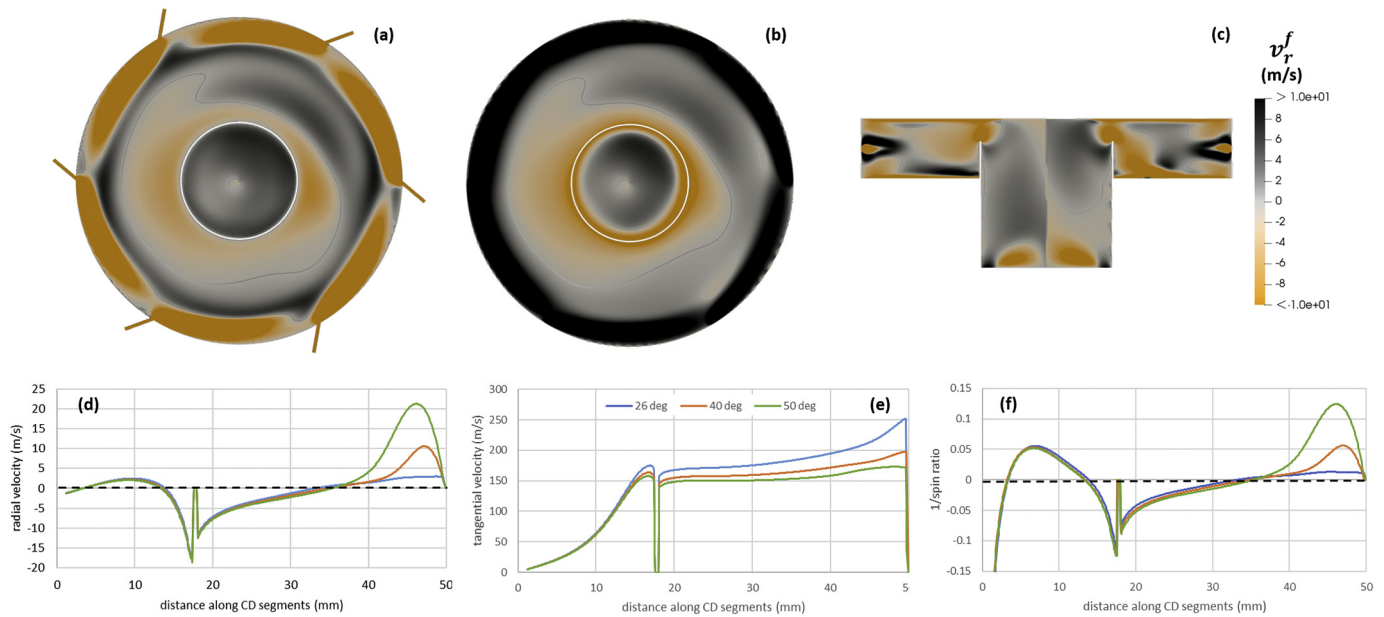 (a)
(b)
(c)
v_r^f
(m/s)
> 1.0e+01
8
6
4
2
0
-2
-4
-6
-8
<-1.0e+01
(d)
25
20
15
10
5
0
-5
-10
-15
-20
radial velocity (m/s)
0 10 20 30 40 50
distance along CD segments (mm)
(e)
26 deg 40 deg 50 deg
300
250
200
150
100
50
0
tangential velocity (m/s)
0 10 20 30 40 5
distance along CD segments (mm)
(f)
0.15
0.1
0.05
0
-0.05
-0.1
-0.15
1/spin ratio
0 10 20 30 40 50
distance along CD segments (mm)